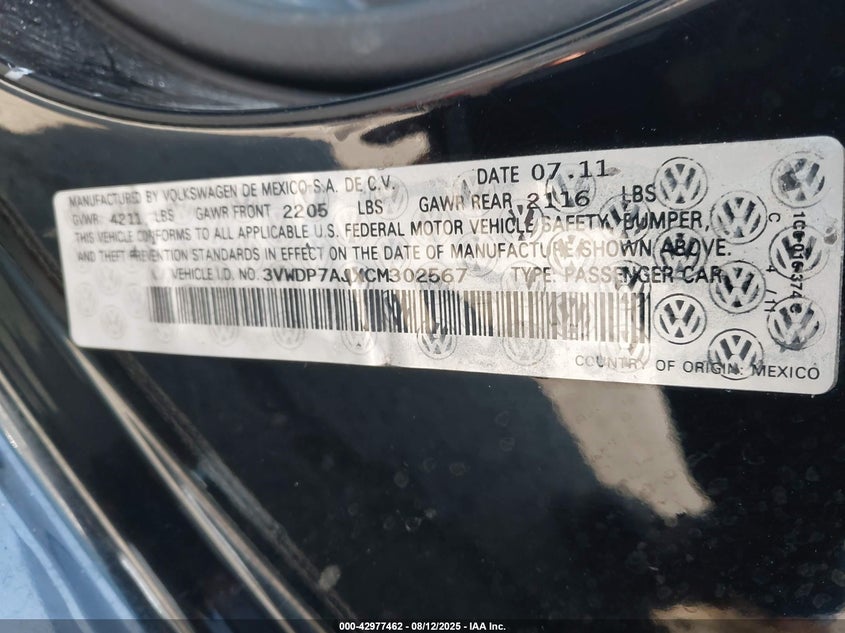 MANUFACTURED BY VOLKSWAGEN DE MEXICO S.A. DE C.V. DATE 07.11
GVWR: 4211 LBS GAWR FRONT 2205 LBS GAWR REAR 2116 LBS
THIS VEHICLE CONFORMS TO ALL APPLICABLE U.S. FEDERAL MOTOR VEHICLE SAFETY, BUMPER,
AND THEFT PREVENTION STANDARDS IN EFFECT ON THE DATE OF MANUFACTURE SHOWN ABOVE.
VEHICLE I.D. NO. 3VWDP7AJXCM302567 TYPE: PASSENGER CAR
COUNTRY OF ORIGIN: MEXICO
C 4 / 11
000-42977462 - 08/12/2025 - IAA Inc.